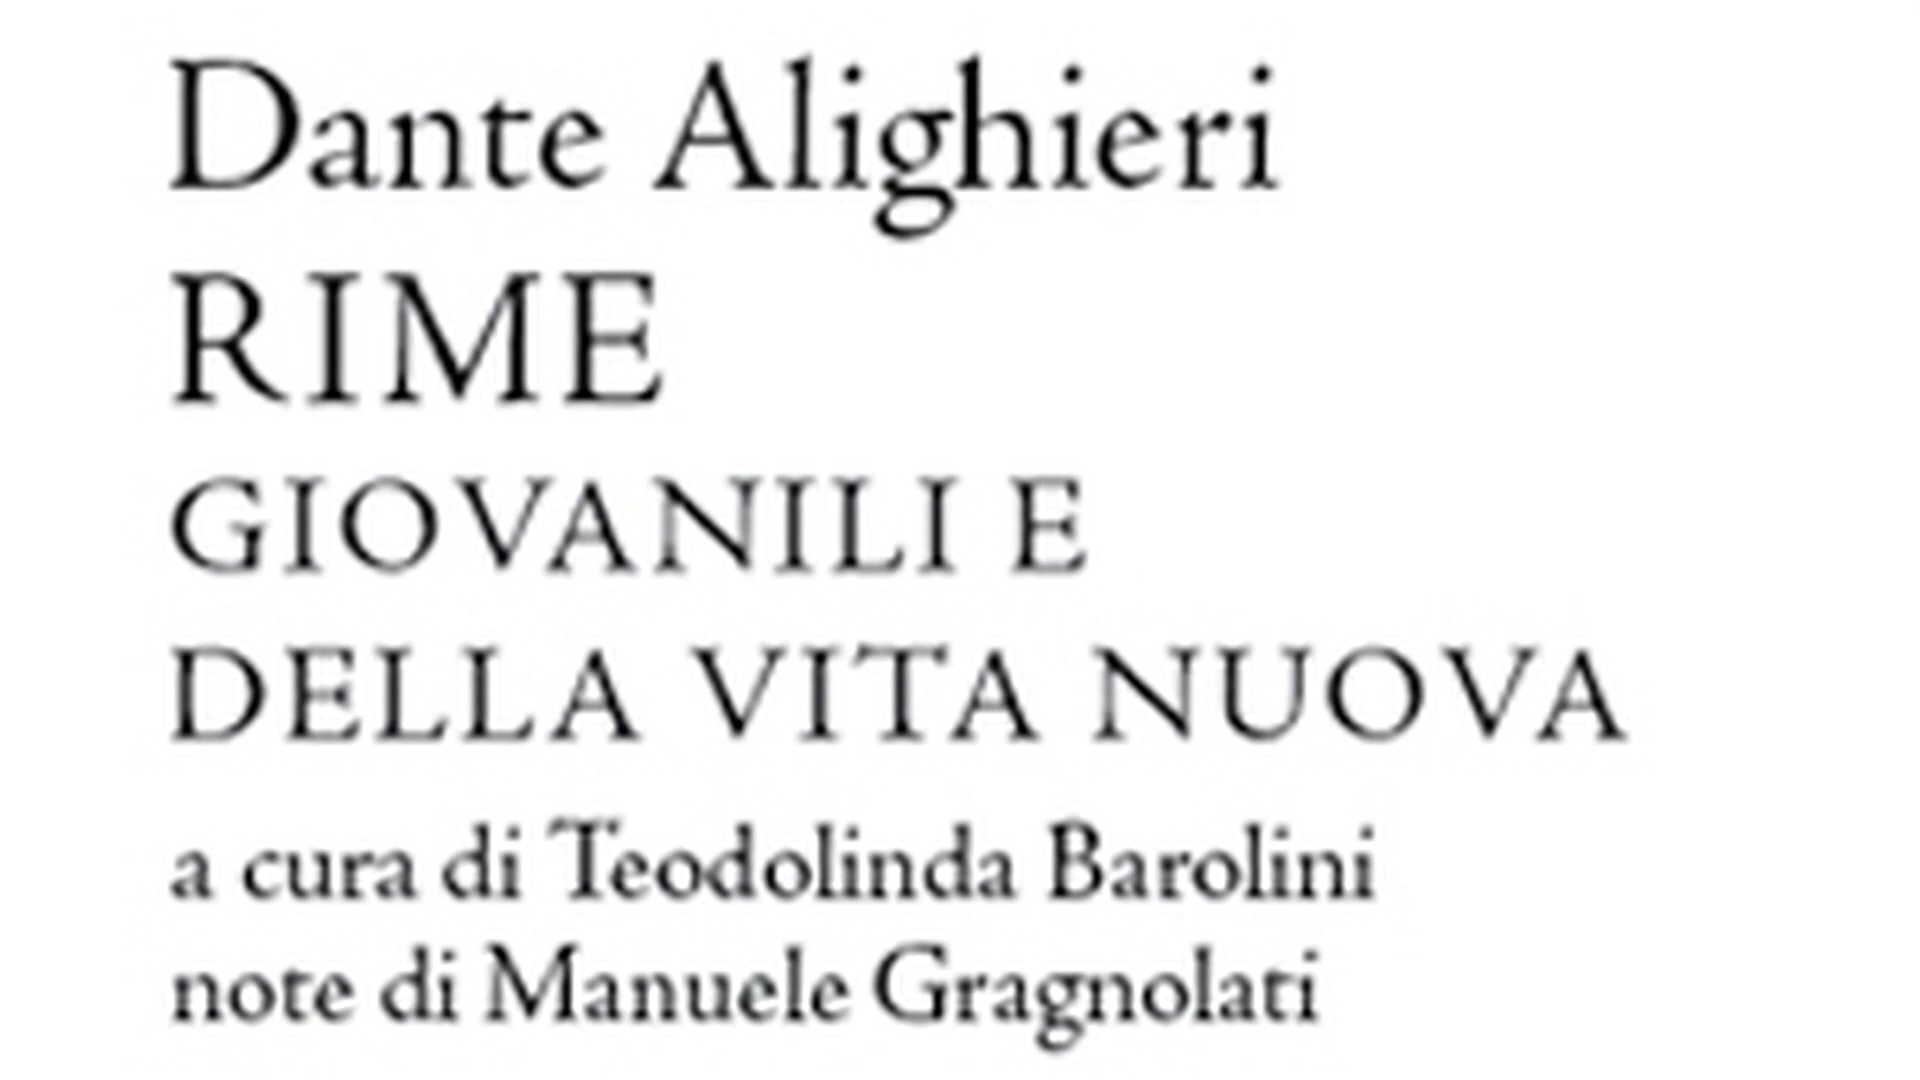 Dante Alighieri
RIME
GIOVANILI E
DELLA VITA NUOVA
a cura di Teodolinda Barolini
note di Manuele Gragnolati